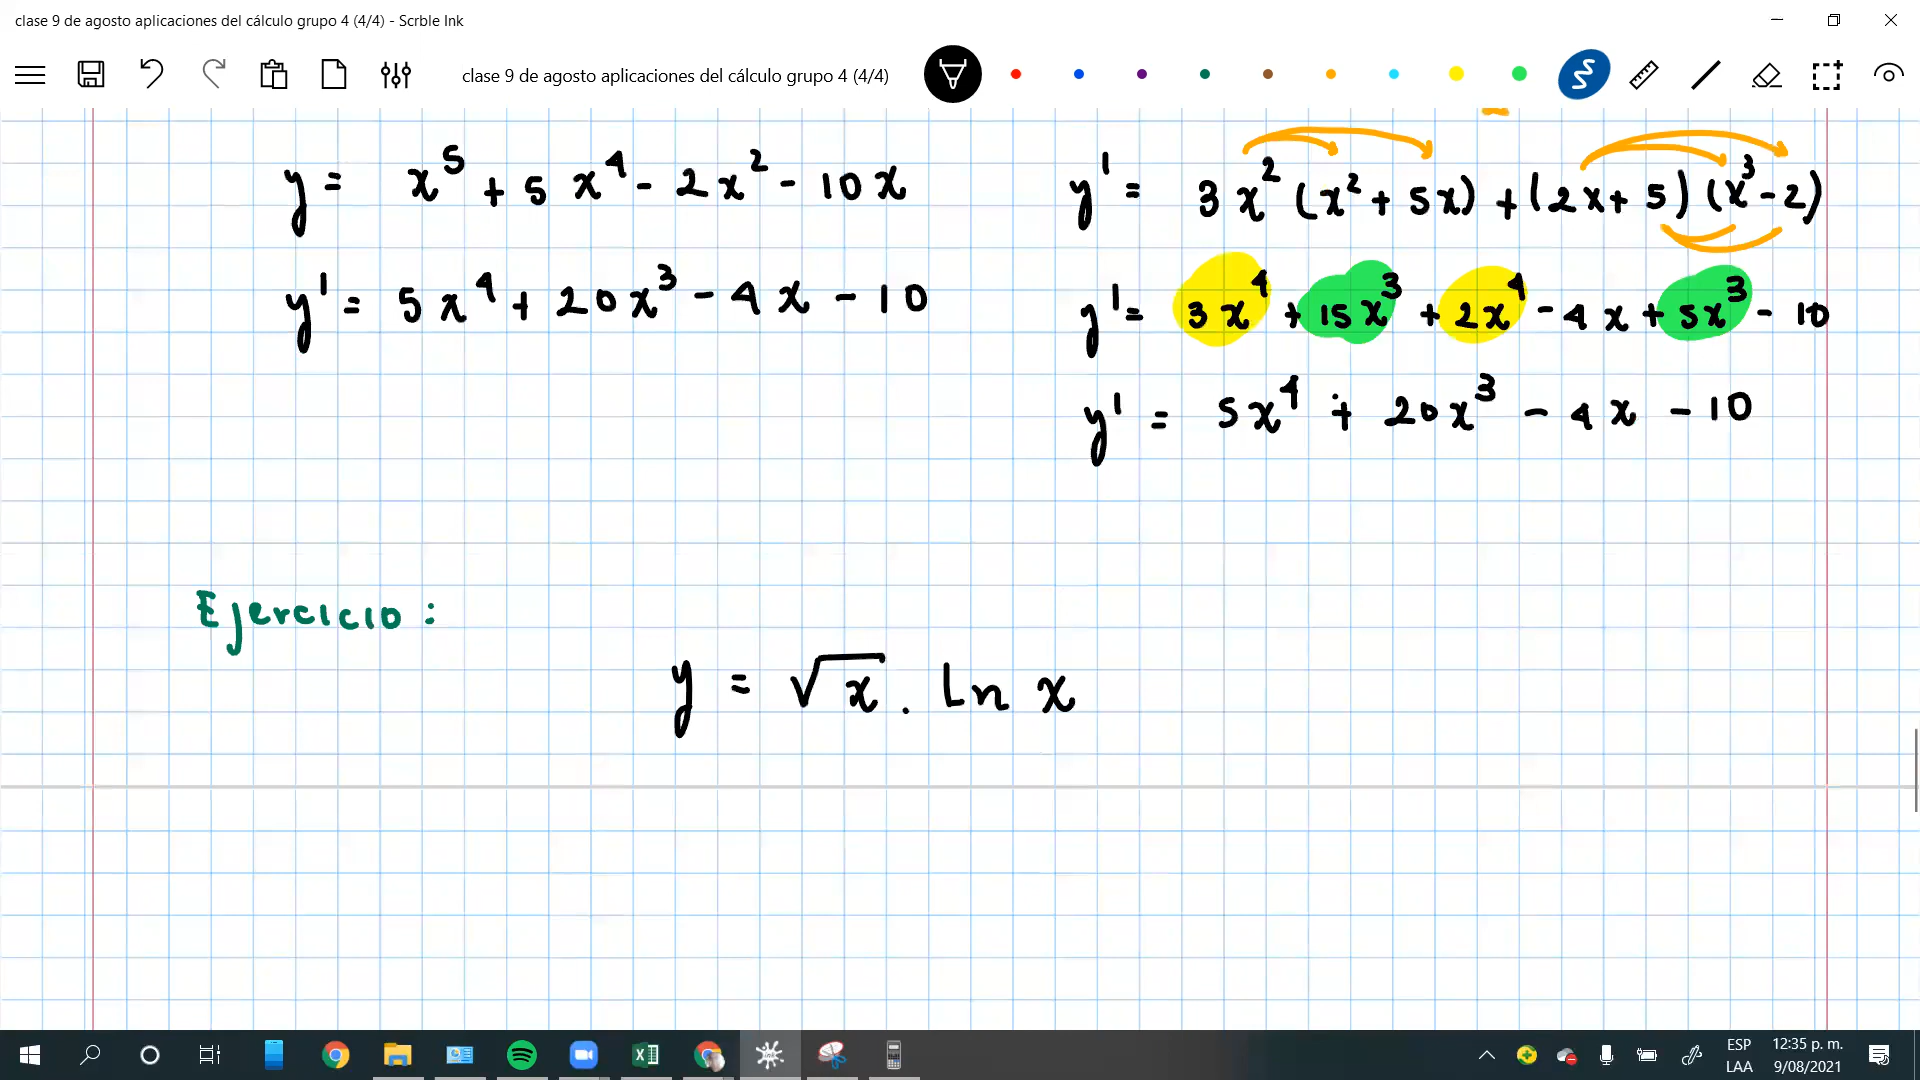 clase 9 de agosto aplicaciones del cálculo grupo 4 (4/4) - Scrble Ink
clase 9 de agosto aplicaciones del cálculo grupo 4 (4/4)
y = x⁵ + 5x⁴ - 2x² - 10x
y' = 5x⁴ + 20x³ - 4x - 10
y' = 3x² (x² + 5x) + (2x + 5) (x³ - 2)
y' = 3x⁴ + 15x³ + 2x⁴ - 4x + 5x³ - 10
y' = 5x⁴ + 20x³ - 4x - 10
Ejercicio:
y = √x . Ln x
ESP
LAA
12:35 p. m.
9/08/2021